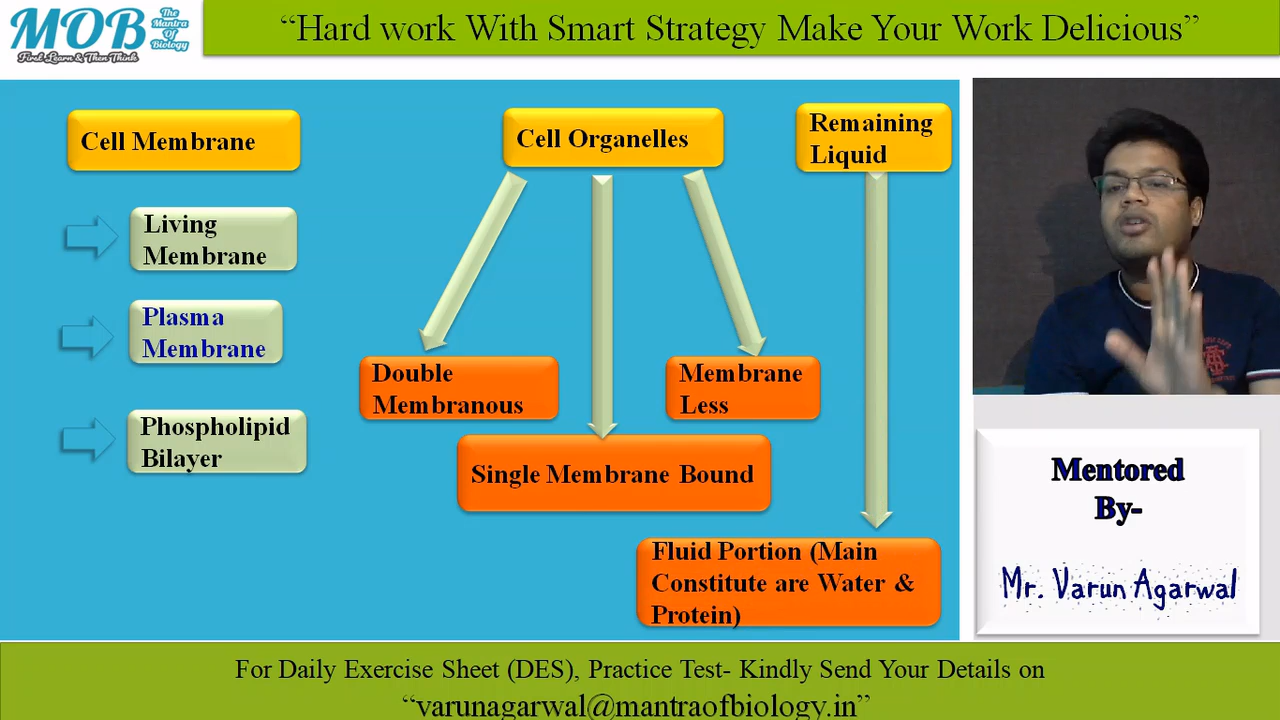 MOB
The
Mantra
Of
Biology
First Learn & Then Think
“Hard work With Smart Strategy Make Your Work Delicious”
Cell Membrane
Living
Membrane
Plasma
Membrane
Phospholipid
Bilayer
Cell Organelles
Double
Membranous
Single Membrane Bound
Membrane
Less
Remaining
Liquid
Fluid Portion (Main
Constitute are Water &
Protein)
Mentored
By-
Mr. Varun Agarwal
For Daily Exercise Sheet (DES), Practice Test- Kindly Send Your Details on
“varunagarwal@mantraofbiology.in”